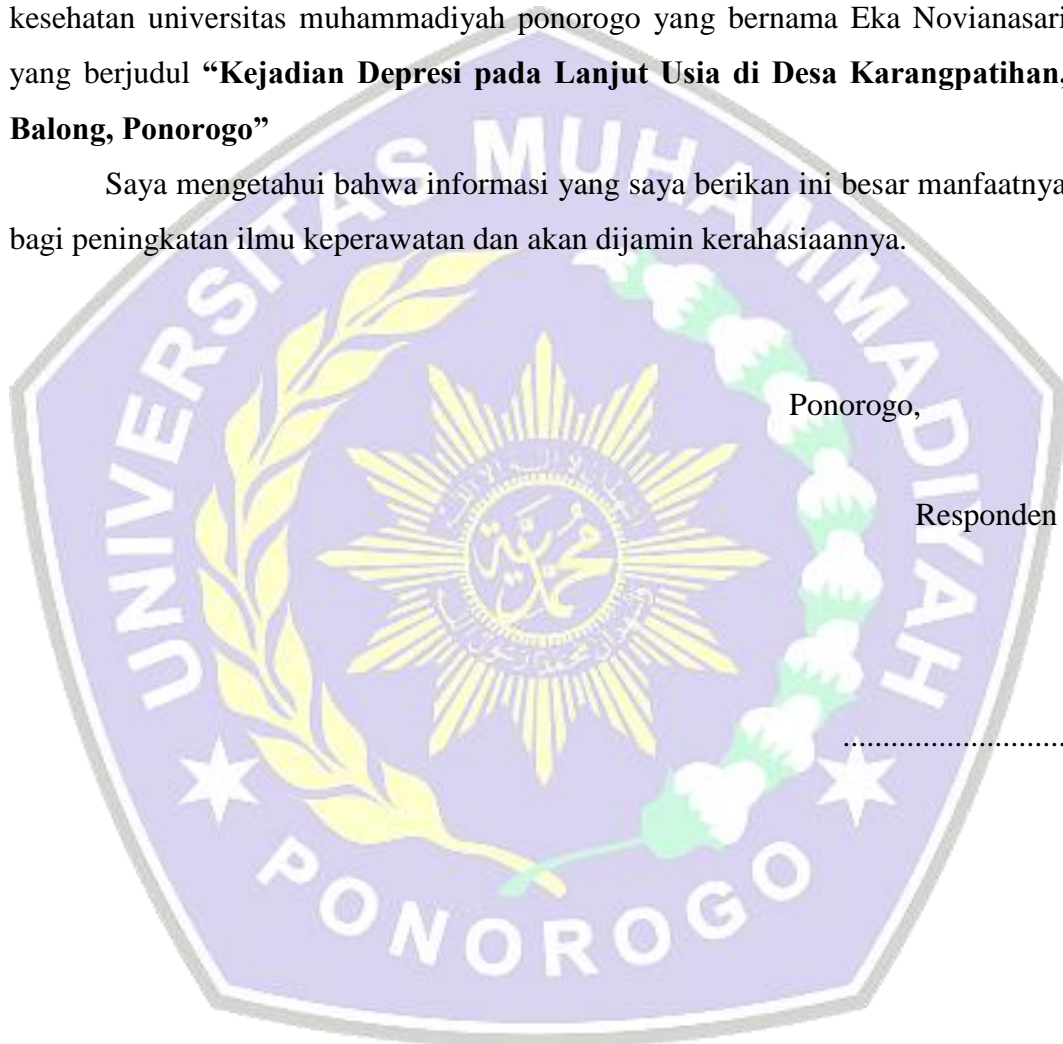 kesehatan universitas muhammadiyah ponorogo yang bernama Eka Novianasari
yang berjudul “Kejadian Depresi pada Lanjut Usia di Desa Karangpatihan,
Balong, Ponorogo”
Saya mengetahui bahwa informasi yang saya berikan ini besar manfaatnya
bagi peningkatan ilmu keperawatan dan akan dijamin kerahasiaannya.
UNIVERSITAS MUHAMMADIYAH
Ponorogo,
Responden
............................
PONOROGO